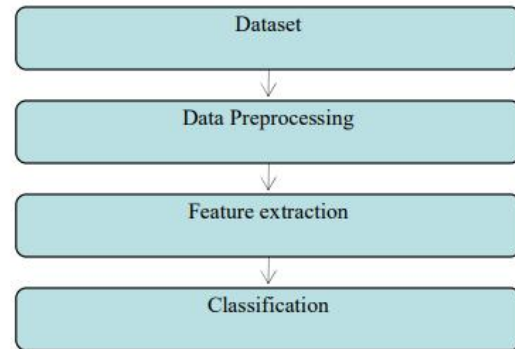 Dataset
Data Preprocessing
Feature extraction
Classification